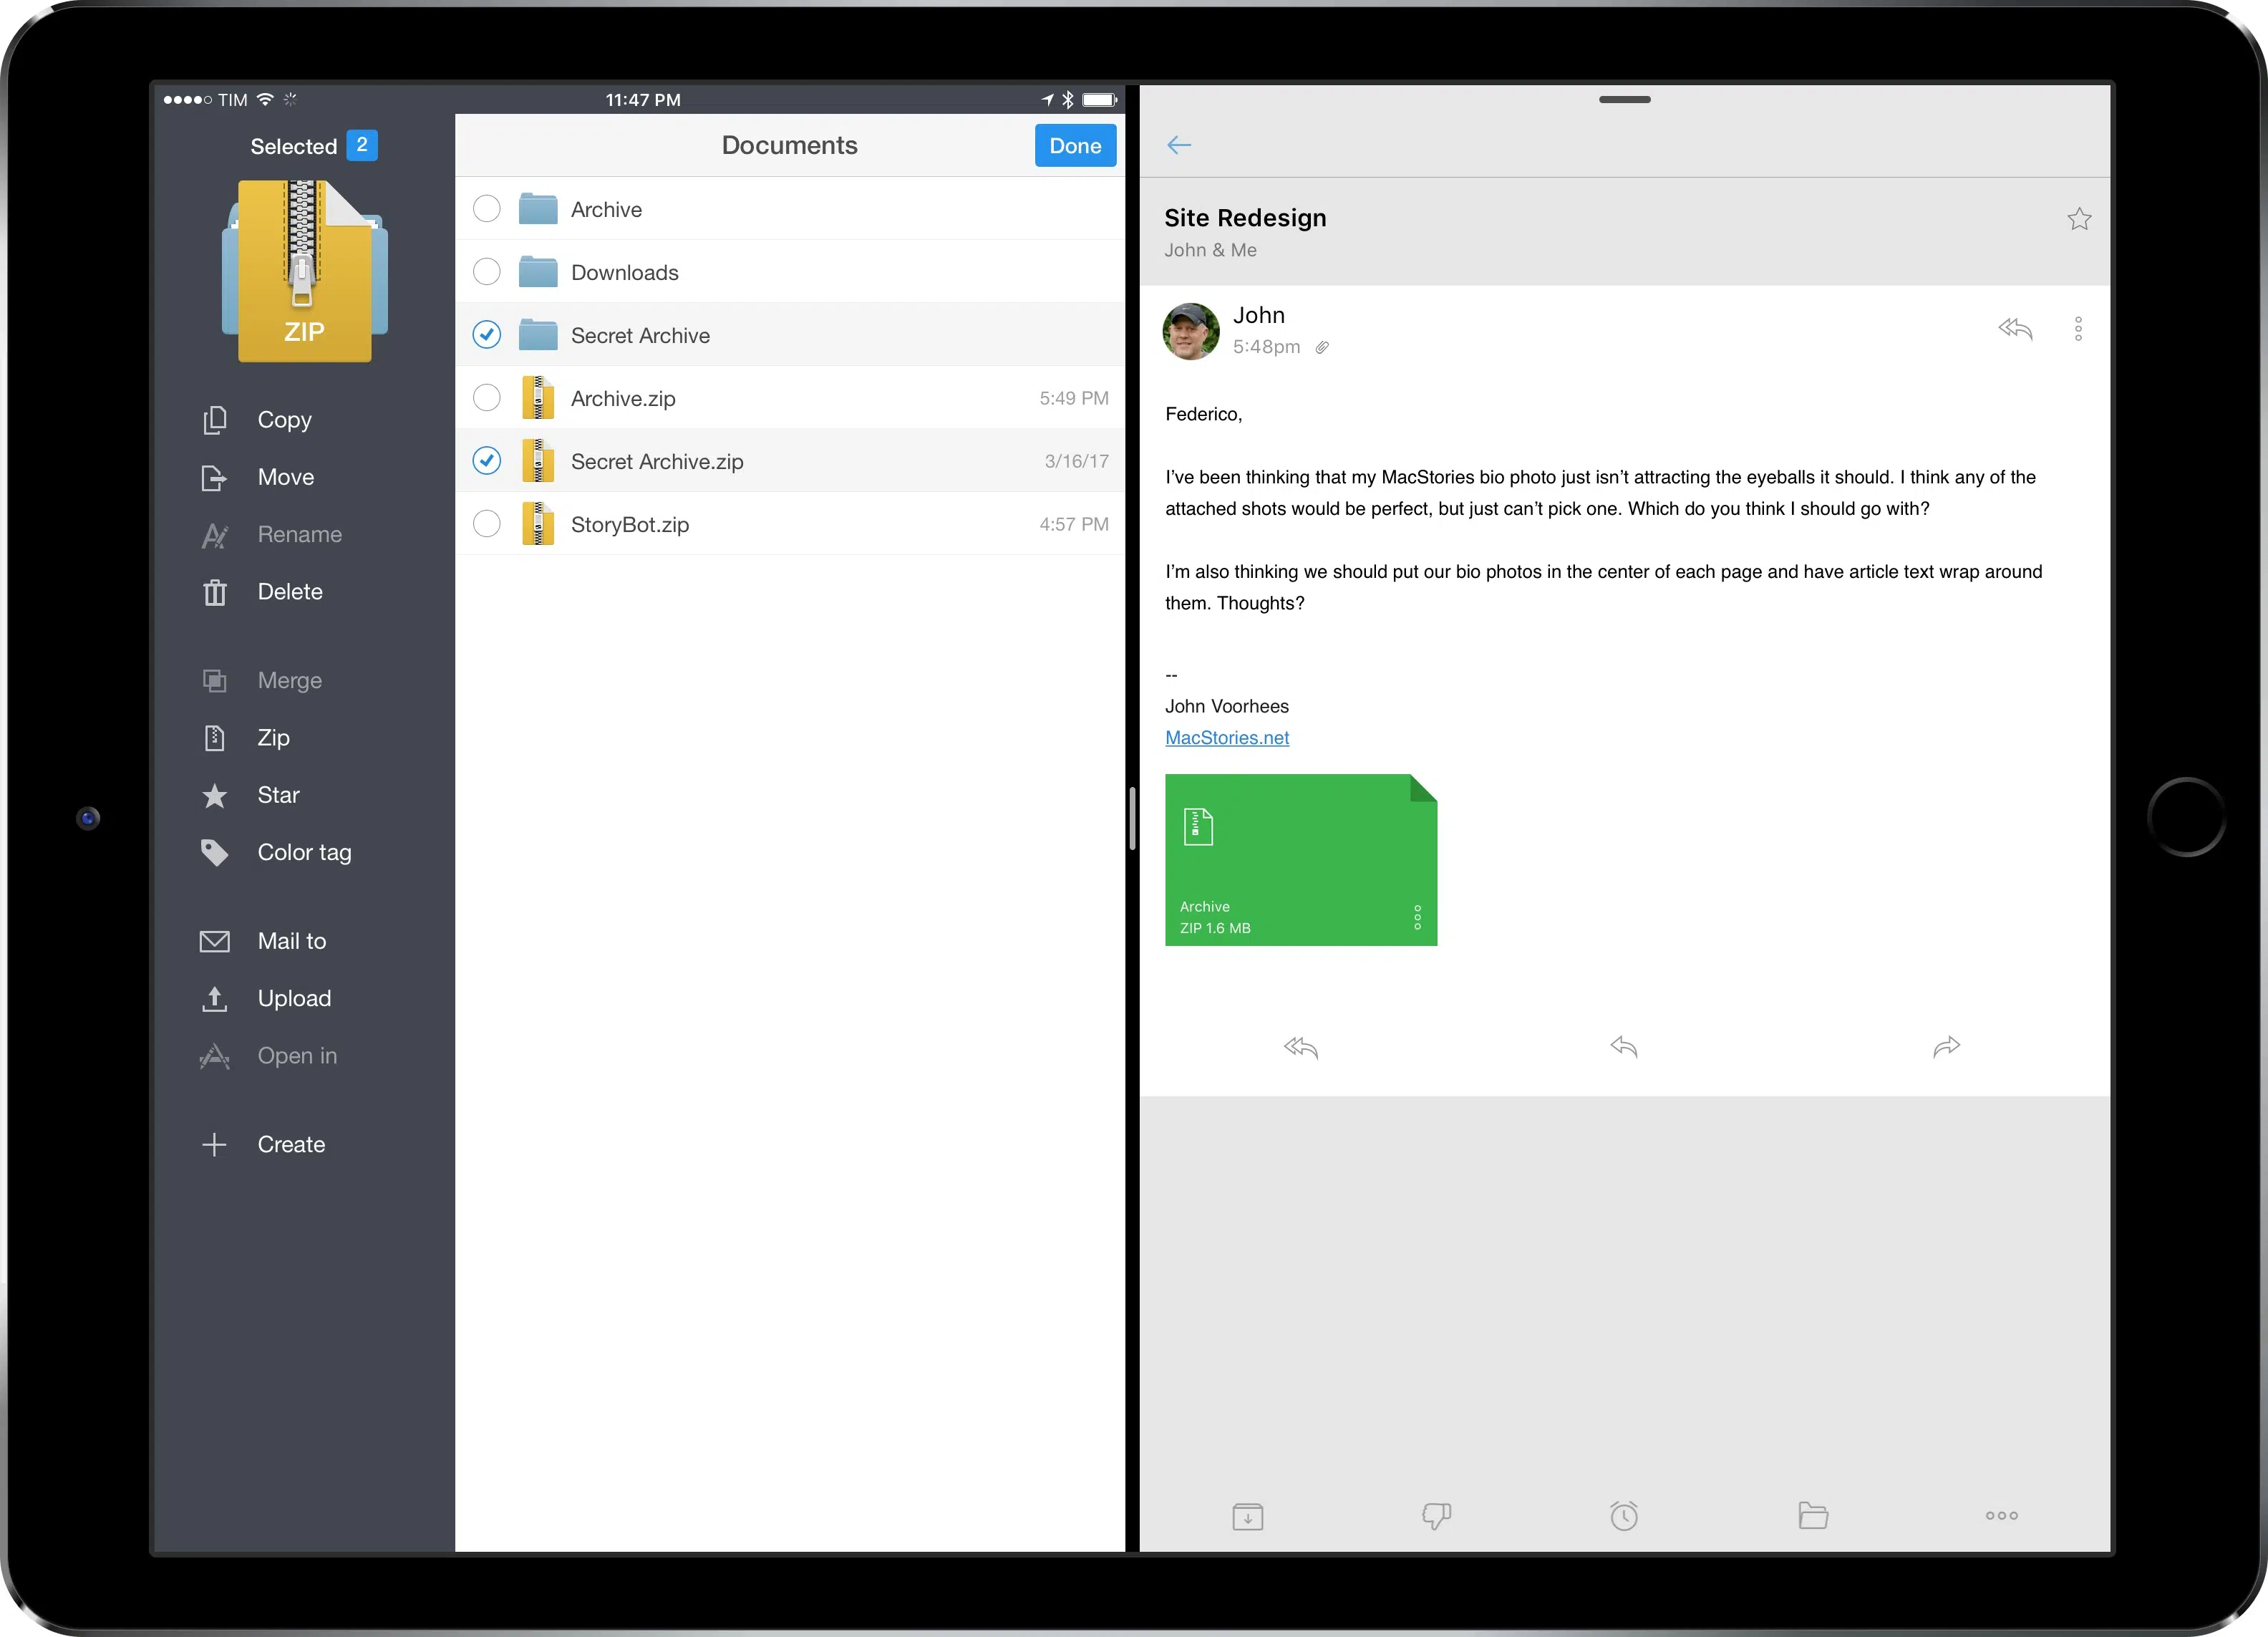 TIM
11:47 PM
Selected 2
ZIP
Copy
Move
Rename
Delete
Merge
Zip
Star
Color tag
Mail to
Upload
Open in
Create
Documents
Done
Archive
Downloads
Secret Archive
Archive.zip 5:49 PM
Secret Archive.zip 3/16/17
StoryBot.zip 4:57 PM
Site Redesign
John & Me
John
5:48pm
Federico,
I’ve been thinking that my MacStories bio photo just isn’t attracting the eyeballs it should. I think any of the
attached shots would be perfect, but just can’t pick one. Which do you think I should go with?
I’m also thinking we should put our bio photos in the center of each page and have article text wrap around
them. Thoughts?
--
John Voorhees
MacStories.net
Archive
ZIP 1.6 MB